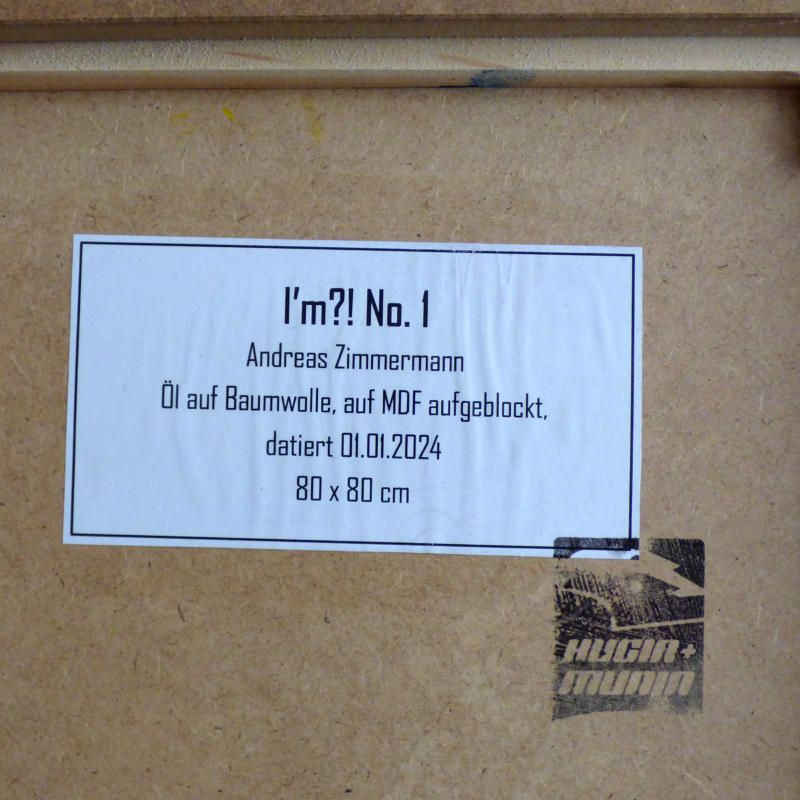 I'm?! No. 1
Andreas Zimmermann
Öl auf Baumwolle, auf MDF aufgeblockt,
datiert 01.01.2024
80 x 80 cm
HUGIN+
MUNIN